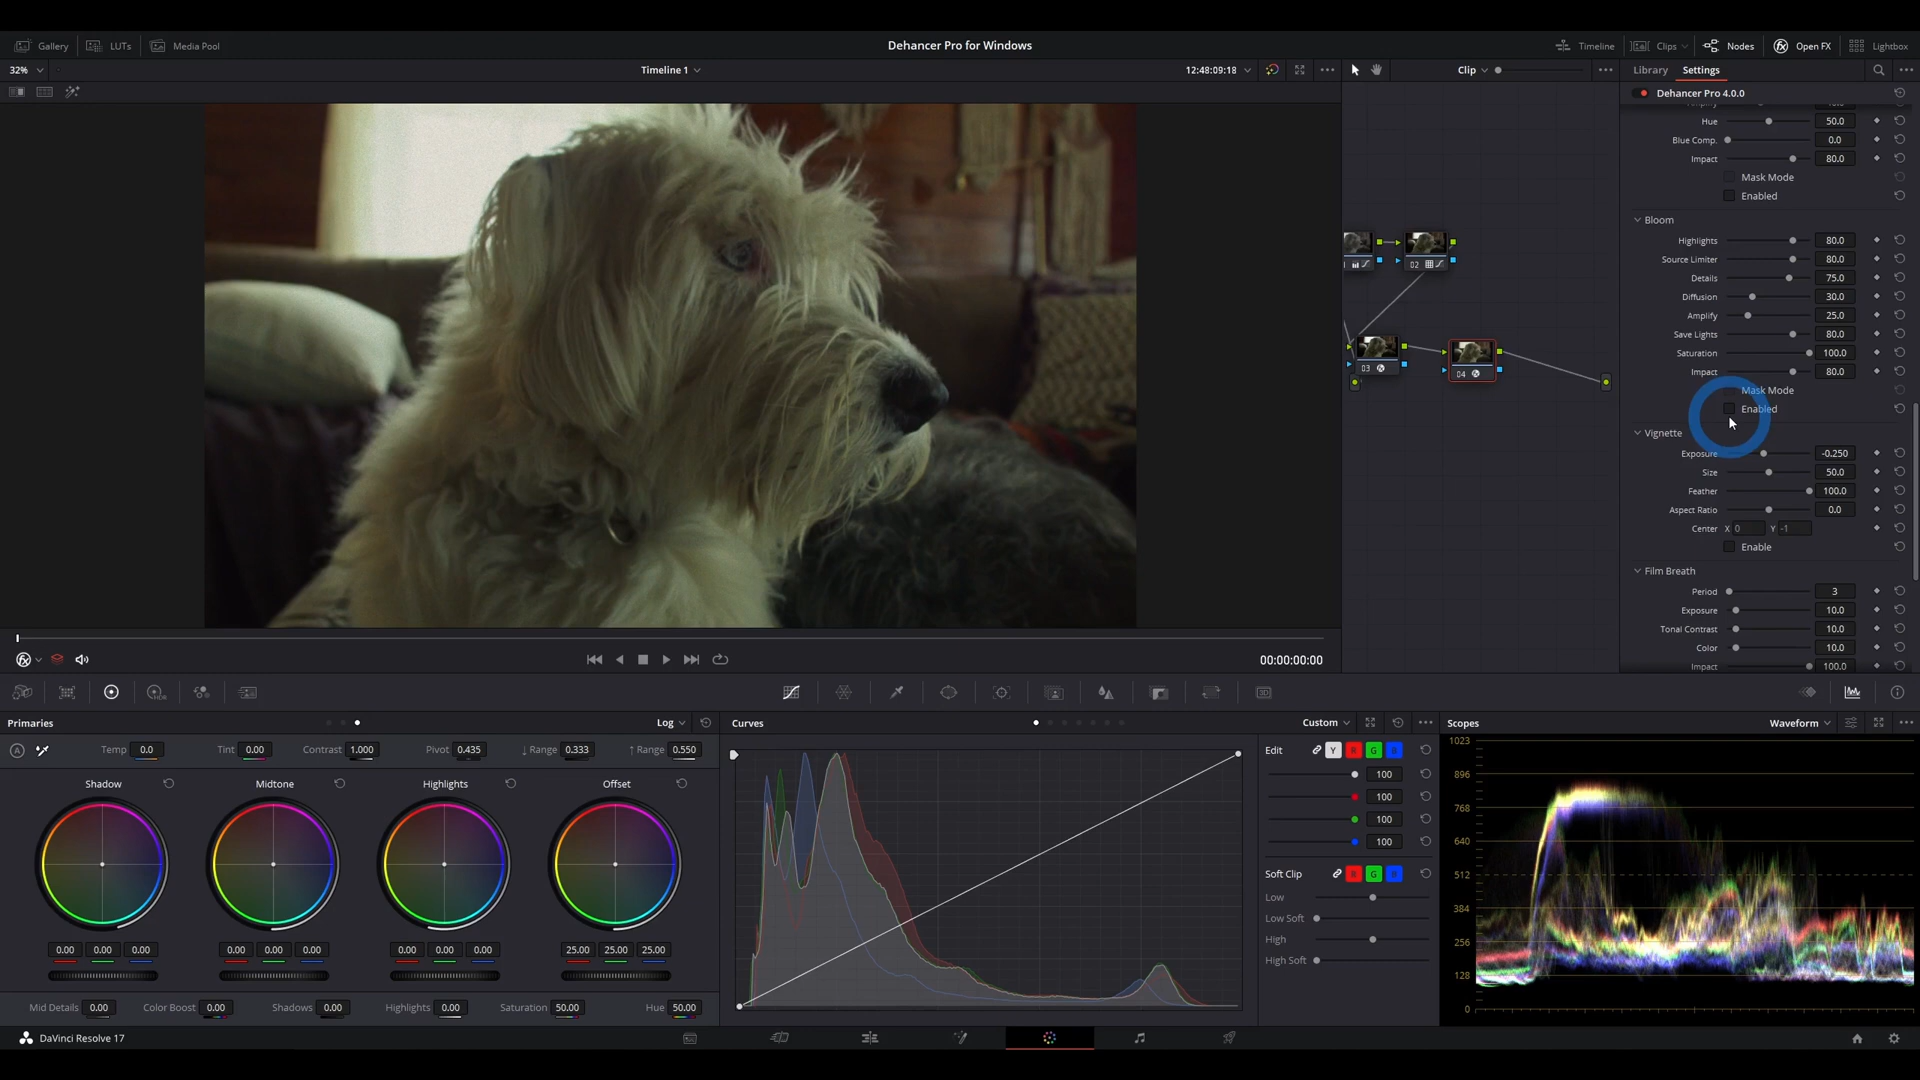 Gallery LUTs Media Pool Dehancer Pro for Windows Timeline Clips Nodes Open FX Lightbox
32% Timeline 1 12:48:09:18 Clip Library Settings
Dehancer Pro 4.0.0
Amplify
Hue 50.0
Blue Comp. 0.0
Impact 80.0
Mask Mode
Enabled
Bloom
Highlights 80.0
Source Limiter 80.0
Details 75.0
Diffusion 30.0
Amplify 25.0
Save Lights 80.0
Saturation 100.0
Impact 80.0
Mask Mode
Enabled
Vignette
Exposure -0.250
Size 50.0
Feather 100.0
Aspect Ratio 0.0
Center X 0 Y -1
Enable
Film Breath
Period 3
Exposure 10.0
Tonal Contrast 10.0
Color 10.0
Impact 100.0
02
03
04
00:00:00:00
Primaries Log Curves Custom Scopes Waveform
Temp 0.0 Tint 0.00 Contrast 1.000 Pivot 0.435 ↓ Range 0.333 ↑ Range 0.550
Shadow Midtone Highlights Offset
0.00 0.00 0.00 0.00 0.00 0.00 0.00 0.00 0.00 25.00 25.00 25.00
Mid Details 0.00 Color Boost 0.00 Shadows 0.00 Highlights 0.00 Saturation 50.00 Hue 50.00
Edit Y R G B
100
100
100
100
Soft Clip R G B
Low
Low Soft
High
High Soft
1023
896
768
640
512
384
256
128
0
DaVinci Resolve 17